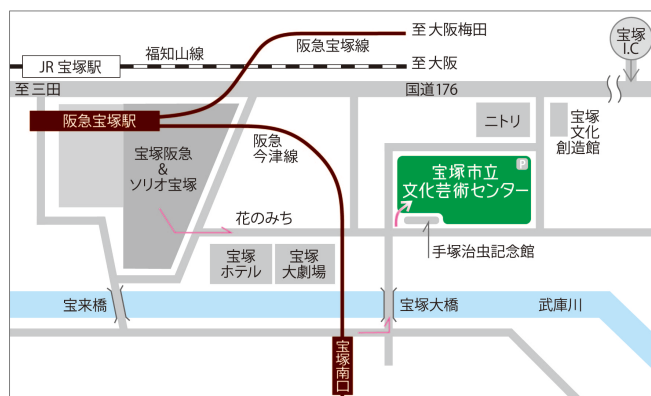 至大阪梅田
宝塚
I.C
福知山線
阪急宝塚線
JR 宝塚駅
至大阪
至三田
国道176
阪急宝塚駅
ニトリ
宝塚
文化
創造館
阪急
今津線
宝塚阪急
&
ソリオ宝塚
P
宝塚市立
文化芸術センター
花のみち
手塚治虫記念館
宝塚
ホテル
宝塚
大劇場
宝来橋
宝塚大橋
武庫川
宝塚南口